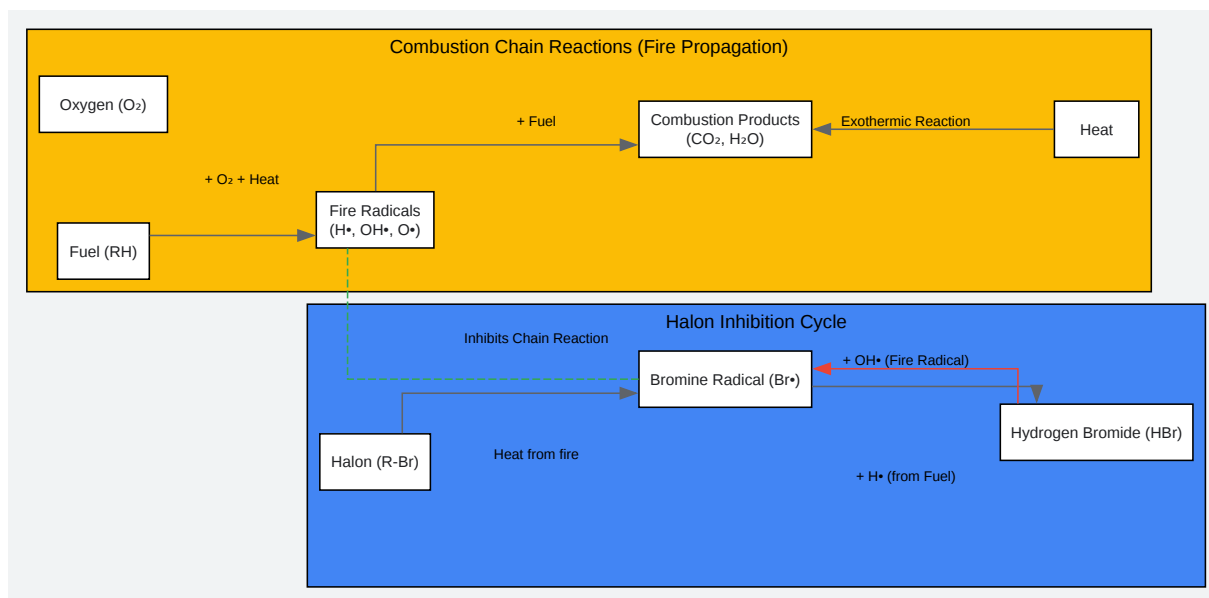 Combustion Chain Reactions (Fire Propagation)
Oxygen (O₂)
+ Fuel
Combustion Products
(CO₂, H₂O)
Exothermic Reaction
Heat
+ O₂ + Heat
Fire Radicals
(H•, OH•, O•)
Fuel (RH)
Halon Inhibition Cycle
Inhibits Chain Reaction
Bromine Radical (Br•)
+ OH• (Fire Radical)
Hydrogen Bromide (HBr)
Halon (R-Br)
Heat from fire
+ H• (from Fuel)